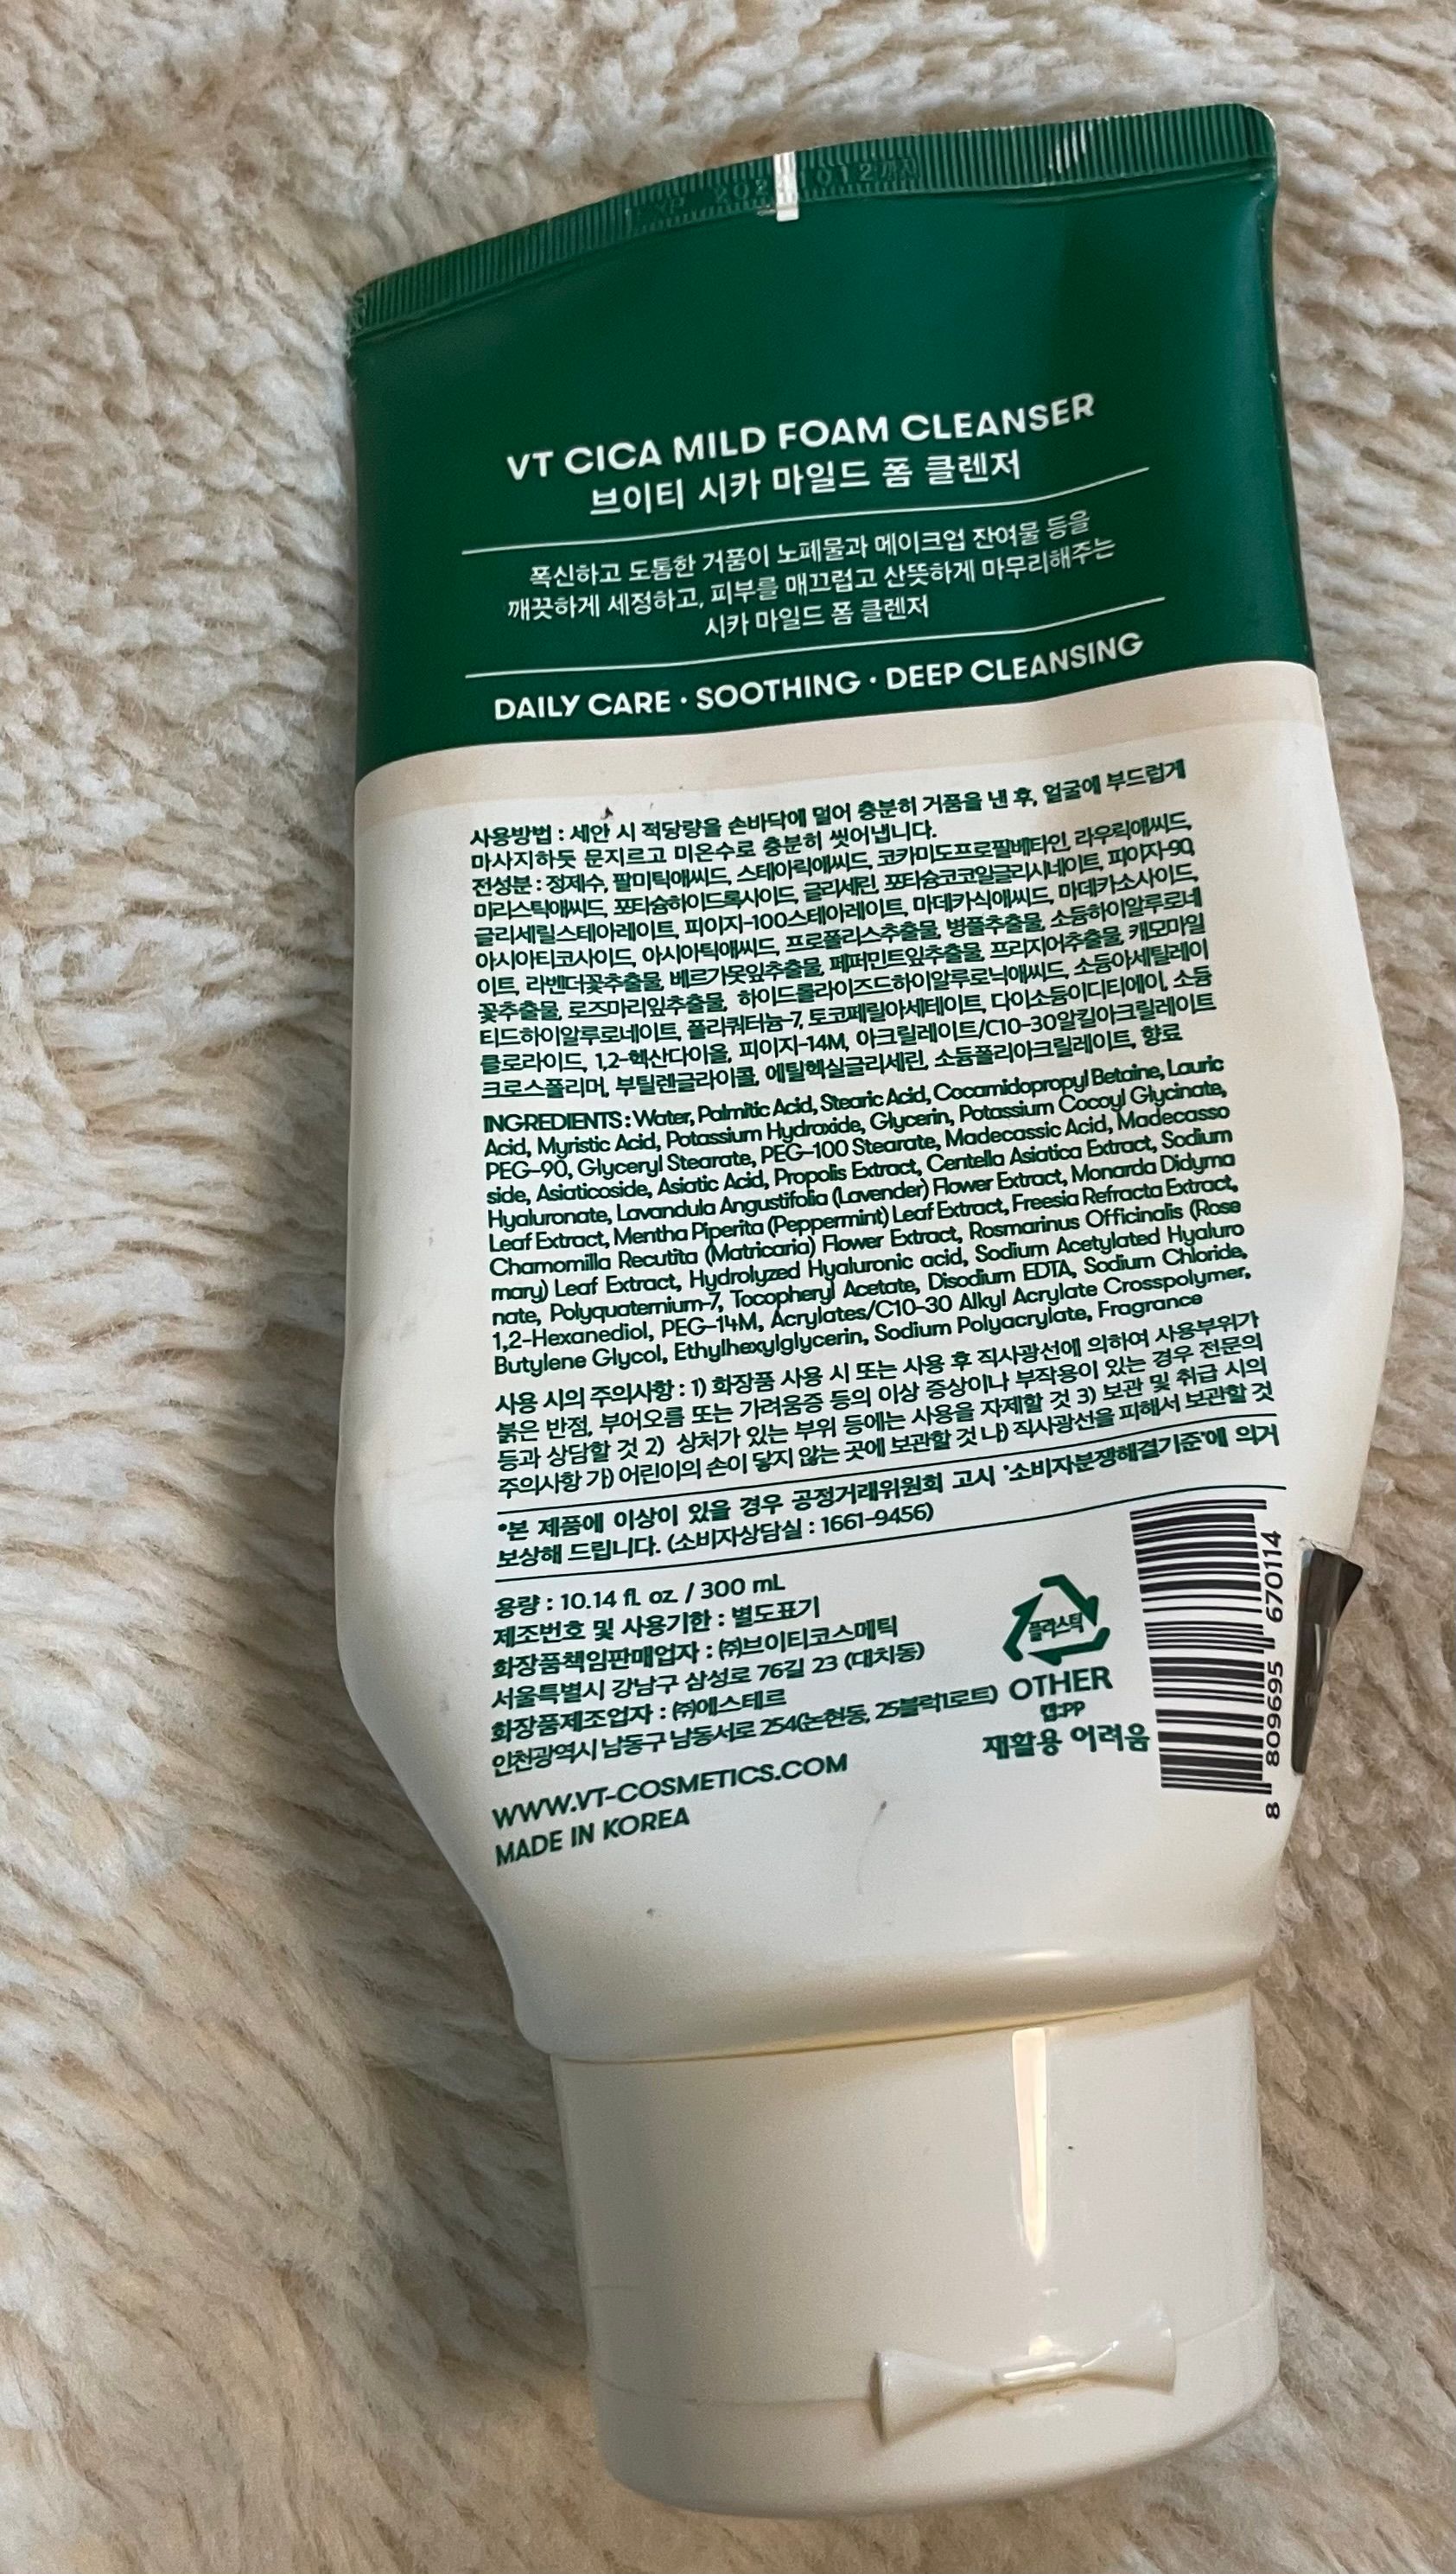 VT CICA MILD FOAM CLEANSER
브이티 시카 마일드 폼 클렌저
폭신하고 도톰한 거품이 노폐물과 메이크업 잔여물 등을
깨끗하게 세정하고, 피부를 매끄럽고 산뜻하게 마무리해주는
시카 마일드 폼 클렌저
DAILY CARE · SOOTHING · DEEP CLEANSING
사용방법 : 세안 시 적당량을 손바닥에 덜어 충분히 거품을 낸 후, 얼굴에 부드럽게
마사지하듯 문지르고 미온수로 충분히 씻어냅니다.
전성분 : 정제수, 팔미틱애씨드, 스테아릭애씨드, 코카미도프로필베타인, 라우릭애씨드,
미리스틱애씨드, 포타슘하이드록사이드, 글리세린, 포타슘코코일글리시네이트, 피이지-90,
글리세릴스테아레이트, 피이지-100스테아레이트, 마데카식애씨드, 마데카소사이드,
아시아티코사이드, 아시아틱애씨드, 프로폴리스추출물, 병풀추출물, 소듐하이알루로네
이트, 라벤더꽃추출물, 베르가못잎추출물, 페퍼민트잎추출물, 프리지어추출물, 캐모마일
꽃추출물, 로즈마리잎추출물, 하이드롤라이즈드하이알루로닉애씨드, 소듐아세틸레이
티드하이알루로네이트, 폴리쿼터늄-7, 토코페릴아세테이트, 다이소듐이디티에이, 소듐
클로라이드, 1,2-헥산다이올, 피이지-14M, 아크릴레이트/C10-30알킬아크릴레이트
크로스폴리머, 부틸렌글라이콜, 에틸헥실글리세린, 소듐폴리아크릴레이트, 향료
INGREDIENTS : Water, Palmitic Acid, Stearic Acid, Cocamidopropyl Betaine, Lauric
Acid, Myristic Acid, Potassium Hydroxide, Glycerin, Potassium Cocoyl Glycinate,
PEG-90, Glyceryl Stearate, PEG-100 Stearate, Madecassic Acid, Madecasso
side, Asiaticoside, Asiatic Acid, Propolis Extract, Centella Asiatica Extract, Sodium
Hyaluronate, Lavandula Angustifolia (Lavender) Flower Extract, Monarda Didyma
Leaf Extract, Mentha Piperita (Peppermint) Leaf Extract, Freesia Refracta Extract,
Chamomilla Recutita (Matricaria) Flower Extract, Rosmarinus Officinalis (Rose
mary) Leaf Extract, Hydrolyzed Hyaluronic acid, Sodium Acetylated Hyaluro
nate, Polyquaternium-7, Tocopheryl Acetate, Disodium EDTA, Sodium Chloride,
1,2-Hexanediol, PEG-14M, Acrylates/C10-30 Alkyl Acrylate Crosspolymer,
Butylene Glycol, Ethylhexylglycerin, Sodium Polyacrylate, Fragrance
사용 시의 주의사항 : 1) 화장품 사용 시 또는 사용 후 직사광선에 의하여 사용부위가
붉은 반점, 부어오름 또는 가려움증 등의 이상 증상이나 부작용이 있는 경우 전문의
등과 상담할 것 2) 상처가 있는 부위 등에는 사용을 자제할 것 3) 보관 및 취급 시의
주의사항 가) 어린이의 손이 닿지 않는 곳에 보관할 것 나) 직사광선을 피해서 보관할 것
*본 제품에 이상이 있을 경우 공정거래위원회 고시 '소비자분쟁해결기준'에 의거
보상해 드립니다. (소비자상담실 : 1661-9456)
용량 : 10.14 fl. oz. / 300 mL
제조번호 및 사용기한 : 별도표기
화장품책임판매업자 : ㈜브이티코스메틱
서울특별시 강남구 삼성로 76길 23 (대치동)
화장품제조업자 : ㈜에스테르
인천광역시 남동구 남동서로 254(논현동, 25블럭1로트)
WWW.VT-COSMETICS.COM
MADE IN KOREA
플라스틱
OTHER
캡:PP
재활용 어려움
8 809695 670114